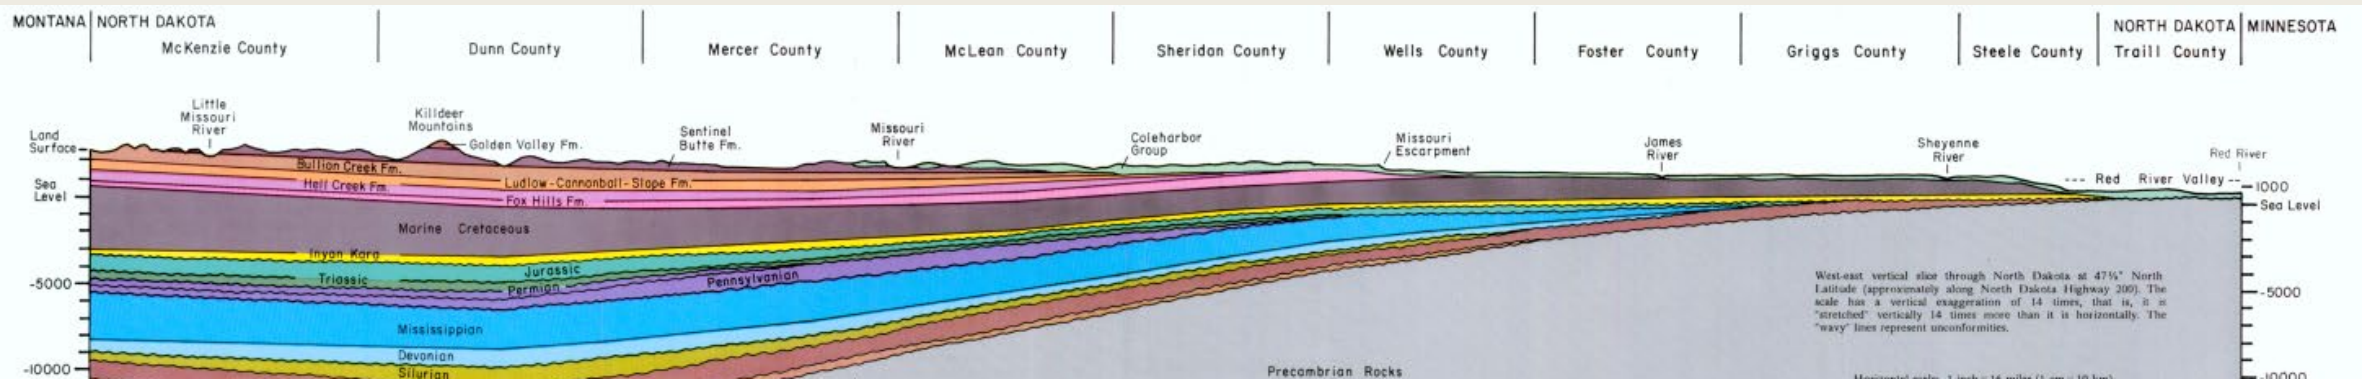 MONTANA NORTH DAKOTA
NORTH DAKOTA MINNESOTA
McKenzie County
Dunn County
Mercer County
McLean County
Sheridan County
Wells County
Foster County
Griggs County
Steele County
Traill County
Little
Missouri
River
Killdeer
Mountains
Golden Valley Fm.
Sentinel
Butte Fm.
Missouri
River
Coleharbor
Group
Missouri
Escarpment
James
River
Sheyenne
River
Red River
--- Red River Valley --
Land
Surface
Sea
Level
-5000
-10000
Bullion Creek Fm.
Hell Creek Fm.
Ludlow-Cannonball-Slope Fm.
Fox Hills Fm.
Marine Cretaceous
Inyan Kara
Jurassic
Triassic
Permian
Pennsylvanian
Mississippian
Devonian
Silurian
Precambrian Rocks
1000
Sea Level
-5000
-10000
West-east vertical slice through North Dakota at 47½° North
Latitude (approximately along North Dakota Highway 200). The
scale has a vertical exaggeration of 14 times, that is, it is
"stretched" vertically 14 times more than it is horizontally. The
"wavy" lines represent unconformities.